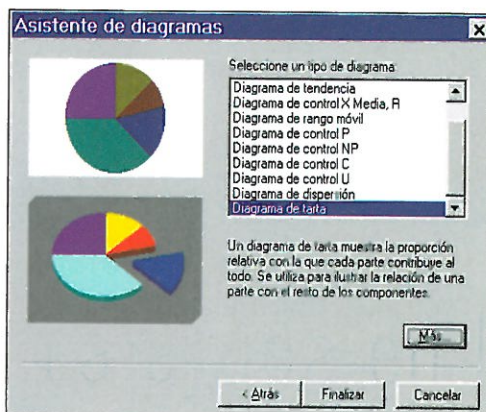 Asistente de diagramas
Seleccione un tipo de diagrama:
Diagrama de tendencia
Diagrama de control X Media, R
Diagrama de rango móvil
Diagrama de control P
Diagrama de control NP
Diagrama de control C
Diagrama de control U
Diagrama de dispersión
Diagrama de tarta
Un diagrama de tarta muestra la proporción
relativa con la que cada parte contribuye al
todo. Se utiliza para ilustrar la relación de una
parte con el resto de los componentes.
Más
< Atrás
Finalizar
Cancelar